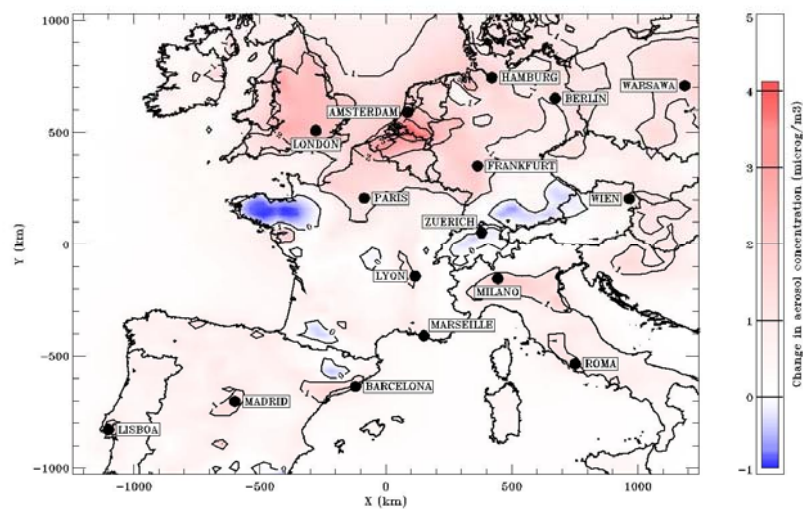 1000
500
0
−500
−1000
Y (km)
−1000
−500
0
500
1000
X (km)
HAMBURG
BERLIN
WARSAWA
AMSTERDAM
LONDON
FRANKFURT
PARIS
WIEN
ZUERICH
LYON
MILANO
MARSEILLE
ROMA
BARCELONA
MADRID
LISBOA
5
4
3
2
1
0
−1
Change in aerosol concentration (microg/m3)